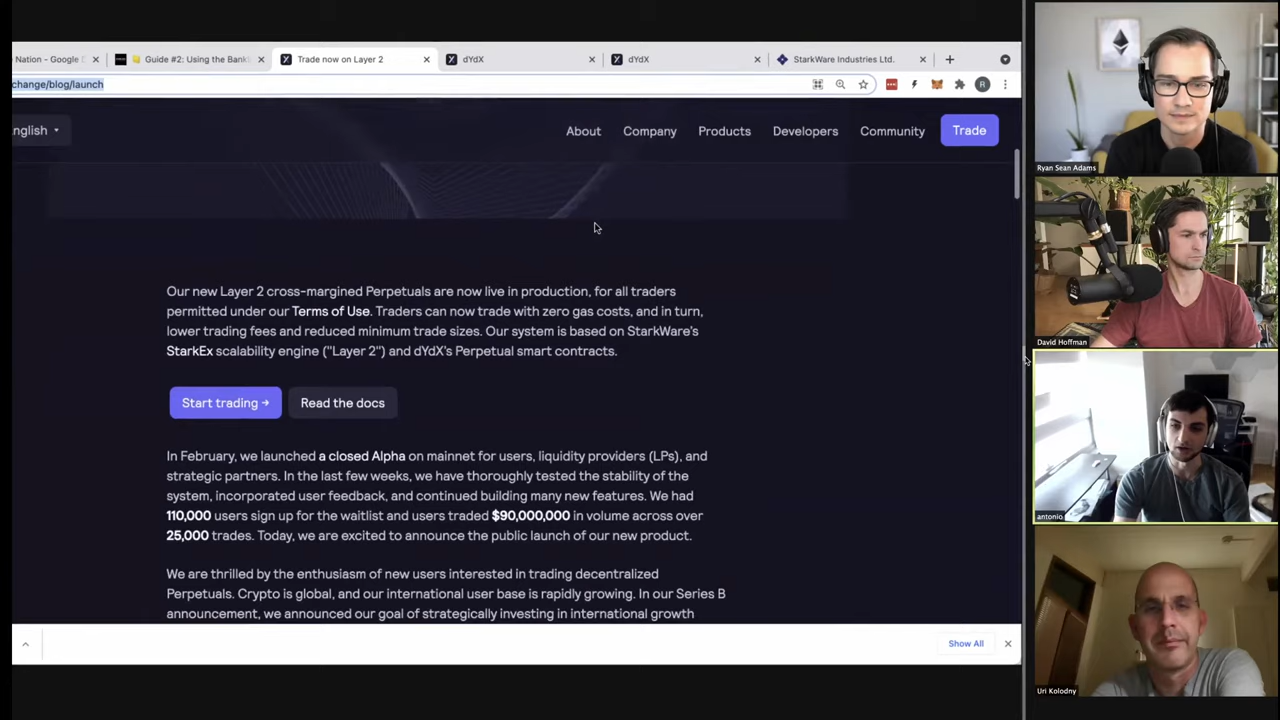 Nation - Google
Guide #2: Using the Bank
Trade now on Layer 2
dYdX
dYdX
StarkWare Industries Ltd.
change/blog/launch
R
nglish
About
Company
Products
Developers
Community
Trade
Our new Layer 2 cross-margined Perpetuals are now live in production, for all traders
permitted under our Terms of Use. Traders can now trade with zero gas costs, and in turn,
lower trading fees and reduced minimum trade sizes. Our system is based on StarkWare's
StarkEx scalability engine ("Layer 2") and dYdX's Perpetual smart contracts.
Start trading →
Read the docs
In February, we launched a closed Alpha on mainnet for users, liquidity providers (LPs), and
strategic partners. In the last few weeks, we have thoroughly tested the stability of the
system, incorporated user feedback, and continued building many new features. We had
110,000 users sign up for the waitlist and users traded $90,000,000 in volume across over
25,000 trades. Today, we are excited to announce the public launch of our new product.
We are thrilled by the enthusiasm of new users interested in trading decentralized
Perpetuals. Crypto is global, and our international user base is rapidly growing. In our Series B
announcement, we announced our goal of strategically investing in international growth
Show All
Ryan Sean Adams
David Hoffman
antonio
Uri Kolodny